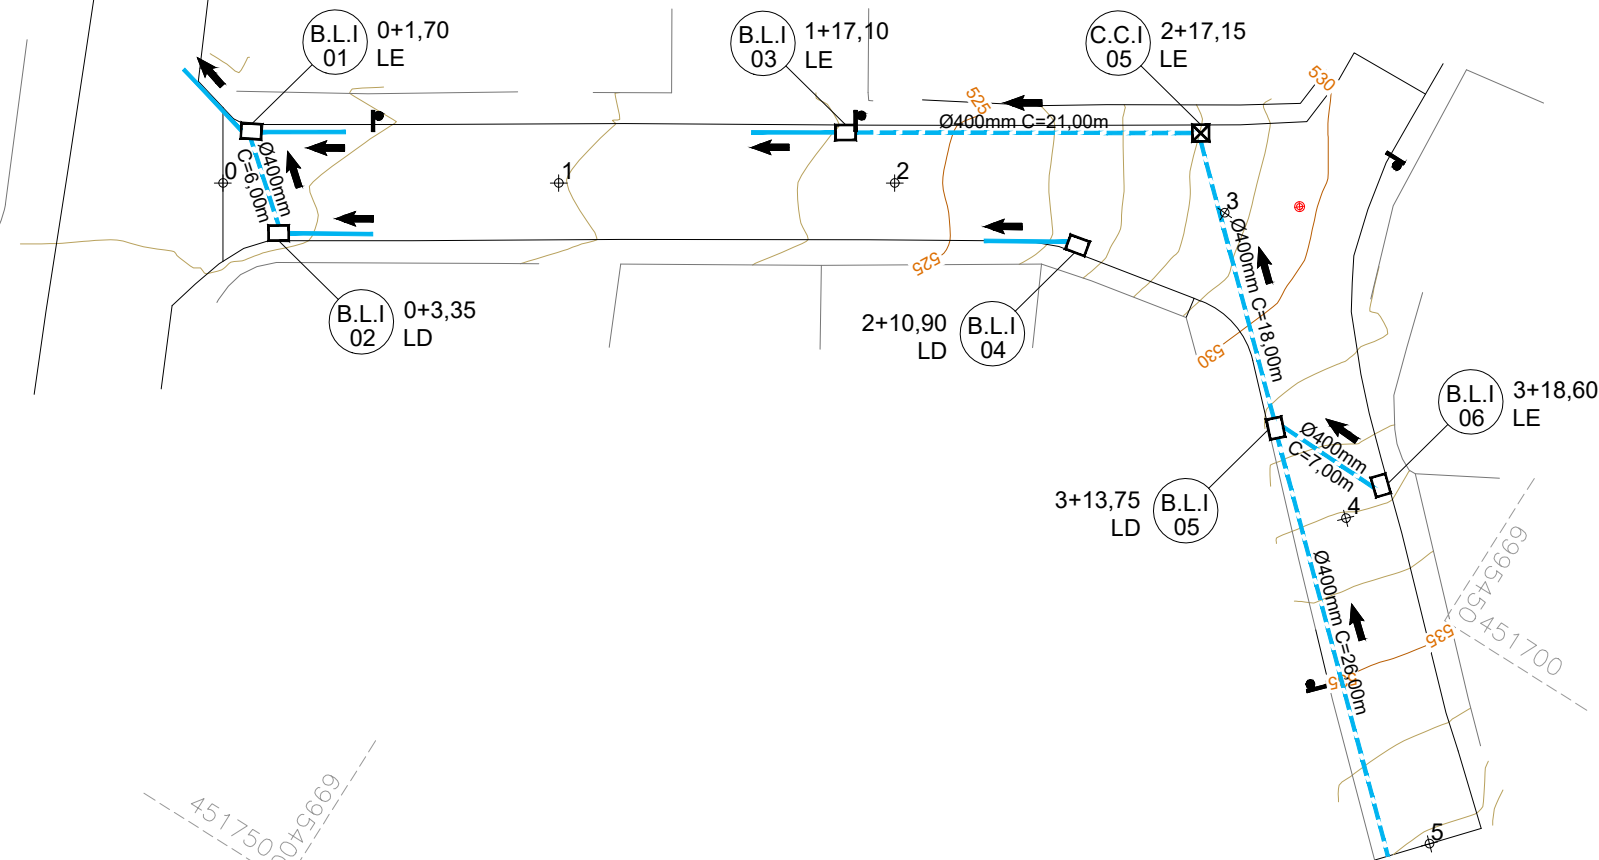 B.L.I
01
0+1,70
LE
B.L.I
03
1+17,10
LE
C.C.I
05
2+17,15
LE
530
525
Ø400mm C=21,00m
0
1
2
3
Ø400mm
C=6,00m
525
530
B.L.I
02
0+3,35
LD
2+10,90
LD
B.L.I
04
Ø400mm C=18,00m
B.L.I
06
3+18,60
LE
Ø400mm
C=7,00m
3+13,75
LD
B.L.I
05
4
Ø400mm C=26,00m
535
6995450
451700
451750
6995400
5